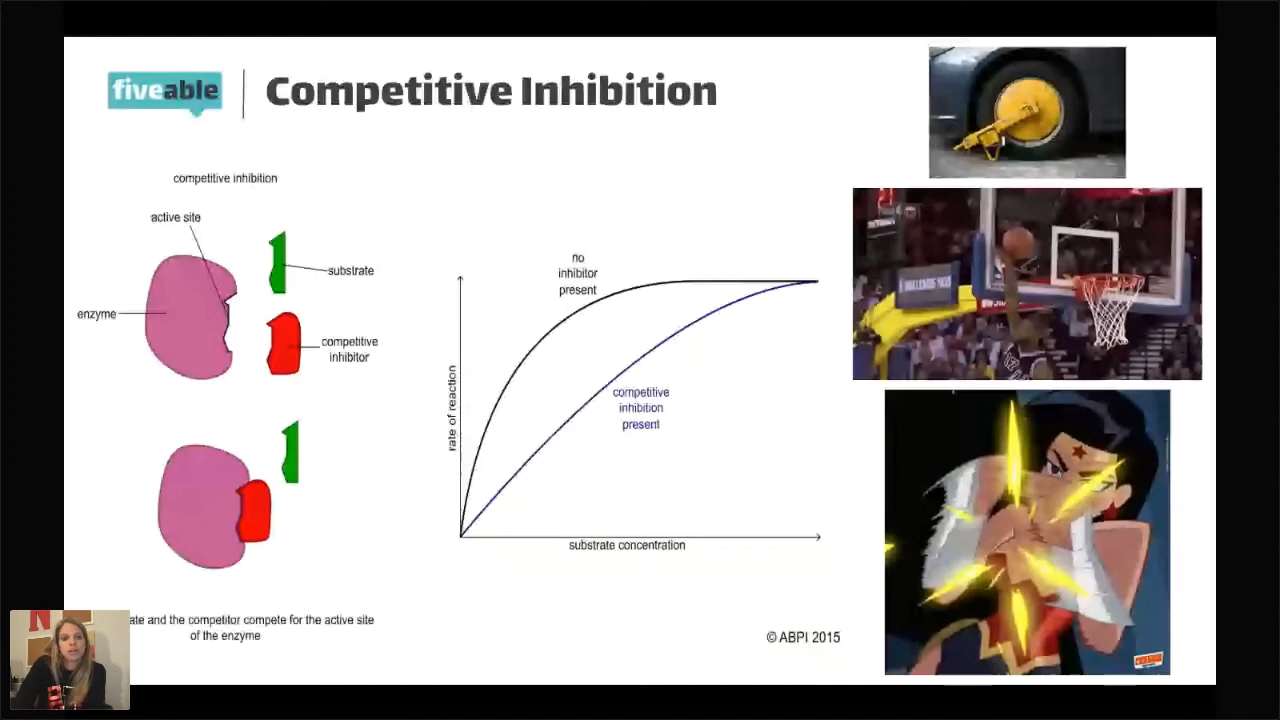 fiveable
Competitive Inhibition
competitive inhibition
active site
substrate
enzyme
competitive
inhibitor
no
inhibitor
present
competitive
inhibition
present
rate of reaction
substrate concentration
and the competitor compete for the active site
of the enzyme
© ABPI 2015